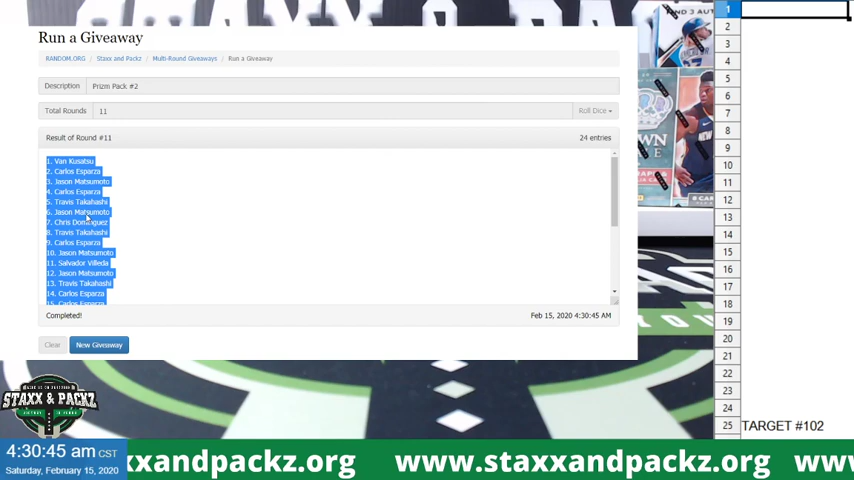 Run a Giveaway
RANDOM.ORG Staxx and Packz Multi-Round Giveaways Run a Giveaway
Description Prizm Pack #2
Total Rounds 11 Roll Dice
Result of Round #11 24 entries
1. Van Kusatsu
2. Carlos Esparza
3. Jason Matsumoto
4. Carlos Esparza
5. Travis Takahashi
6. Jason Matsumoto
7. Chris Dominguez
8. Travis Takahashi
9. Carlos Esparza
10. Jason Matsumoto
11. Salvador Villeda
12. Jason Matsumoto
13. Travis Takahashi
14. Carlos Esparza
15. Carlos Esparza
Completed! Feb 15, 2020 4:30:45 AM
Clear New Giveaway
1
2
3
4
5
6
7
8
9
10
11
12
13
14
15
16
17
18
19
20
21
22
23
24
25 TARGET #102
STAXX & PACKZ
4:30:45 am CST
Saturday, February 15, 2020
xxandpackz.org www.staxxandpackz.org www